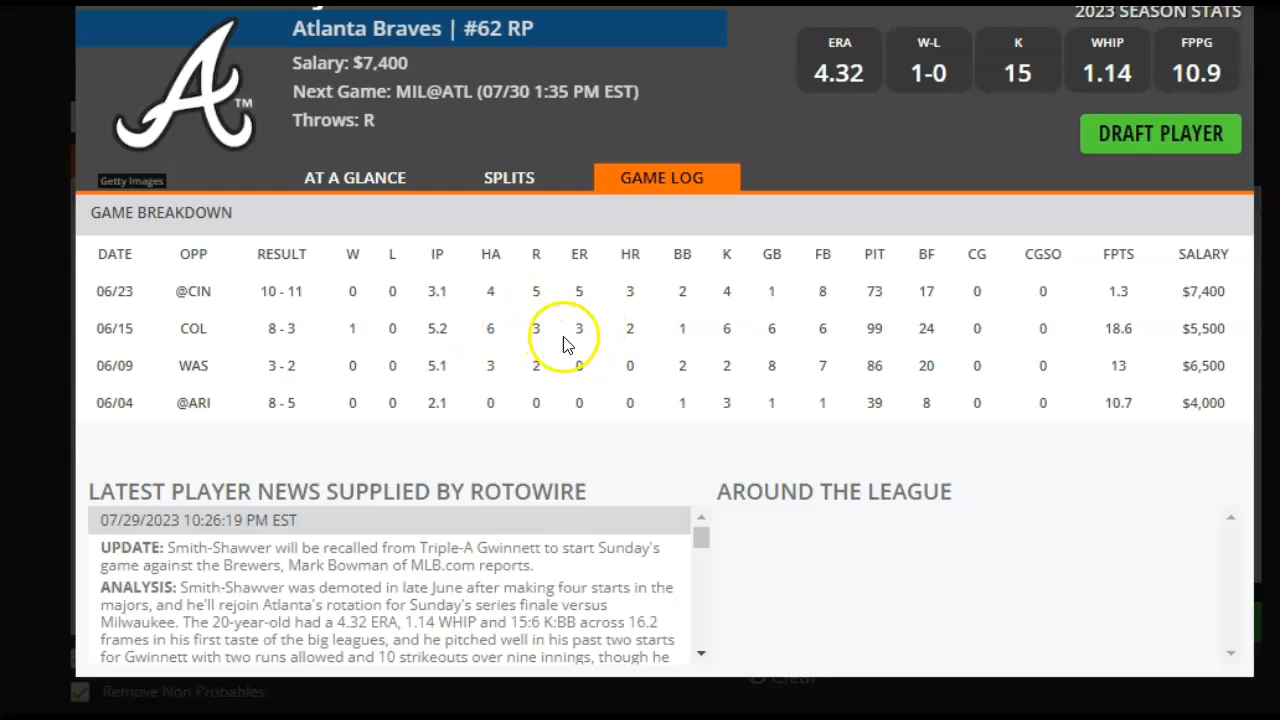 2023 SEASON STATS
Atlanta Braves | #62 RP
Salary: $7,400
Next Game: MIL@ATL (07/30 1:35 PM EST)
Throws: R
ERA W-L K WHIP FPPG
4.32 1-0 15 1.14 10.9
DRAFT PLAYER
TM
Getty Images
AT A GLANCE SPLITS GAME LOG
GAME BREAKDOWN
DATE OPP RESULT W L IP HA R ER HR BB K GB FB PIT BF CG CGSO FPTS SALARY
06/23 @CIN 10 - 11 0 0 3.1 4 5 5 3 2 4 1 8 73 17 0 0 1.3 $7,400
06/15 COL 8 - 3 1 0 5.2 6 3 3 2 1 6 6 6 99 24 0 0 18.6 $5,500
06/09 WAS 3 - 2 0 0 5.1 3 2 0 0 2 2 8 7 86 20 0 0 13 $6,500
06/04 @ARI 8 - 5 0 0 2.1 0 0 0 0 1 3 1 1 39 8 0 0 10.7 $4,000
LATEST PLAYER NEWS SUPPLIED BY ROTOWIRE
07/29/2023 10:26:19 PM EST
UPDATE: Smith-Shawver will be recalled from Triple-A Gwinnett to start Sunday's
game against the Brewers, Mark Bowman of MLB.com reports.
ANALYSIS: Smith-Shawver was demoted in late June after making four starts in the
majors, and he'll rejoin Atlanta's rotation for Sunday's series finale versus
Milwaukee. The 20-year-old had a 4.32 ERA, 1.14 WHIP and 15:6 K:BB across 16.2
frames in his first taste of the big leagues, and he pitched well in his past two starts
for Gwinnett with two runs allowed and 10 strikeouts over nine innings, though he
AROUND THE LEAGUE
Remove Non Probables
Clear